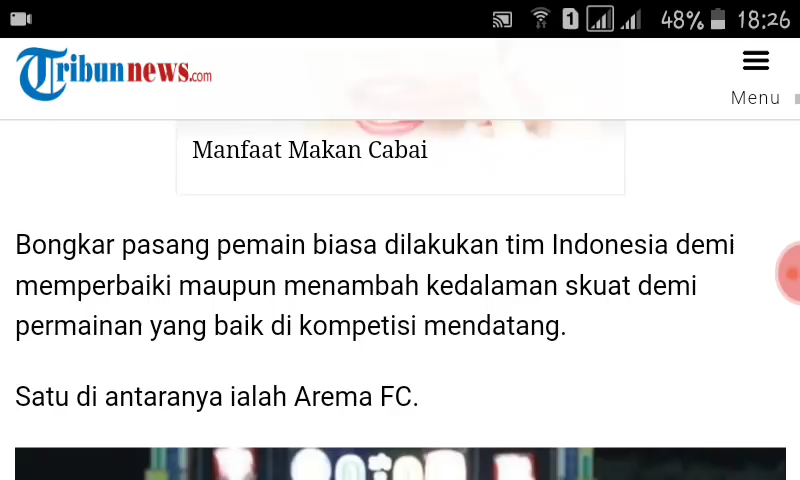 1 48% 18:26
Tribunnews.com
Menu
Manfaat Makan Cabai
Bongkar pasang pemain biasa dilakukan tim Indonesia demi
memperbaiki maupun menambah kedalaman skuat demi
permainan yang baik di kompetisi mendatang.
Satu di antaranya ialah Arema FC.